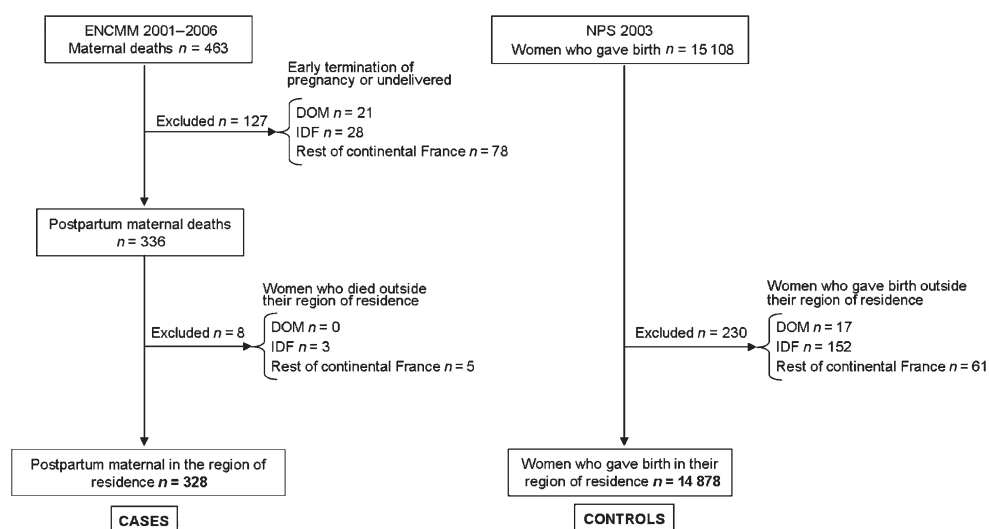 ENCMM 2001–2006
Maternal deaths n = 463
Early termination of
pregnancy or undelivered
Excluded n = 127
DOM n = 21
IDF n = 28
Rest of continental France n = 78
Postpartum maternal deaths
n = 336
Women who died outside
their region of residence
Excluded n = 8
DOM n = 0
IDF n = 3
Rest of continental France n = 5
Postpartum maternal in the region of
residence n = 328
CASES
NPS 2003
Women who gave birth n = 15 108
Women who gave birth outside
their region of residence
Excluded n = 230
DOM n = 17
IDF n = 152
Rest of continental France n = 61
Women who gave birth in their
region of residence n = 14 878
CONTROLS